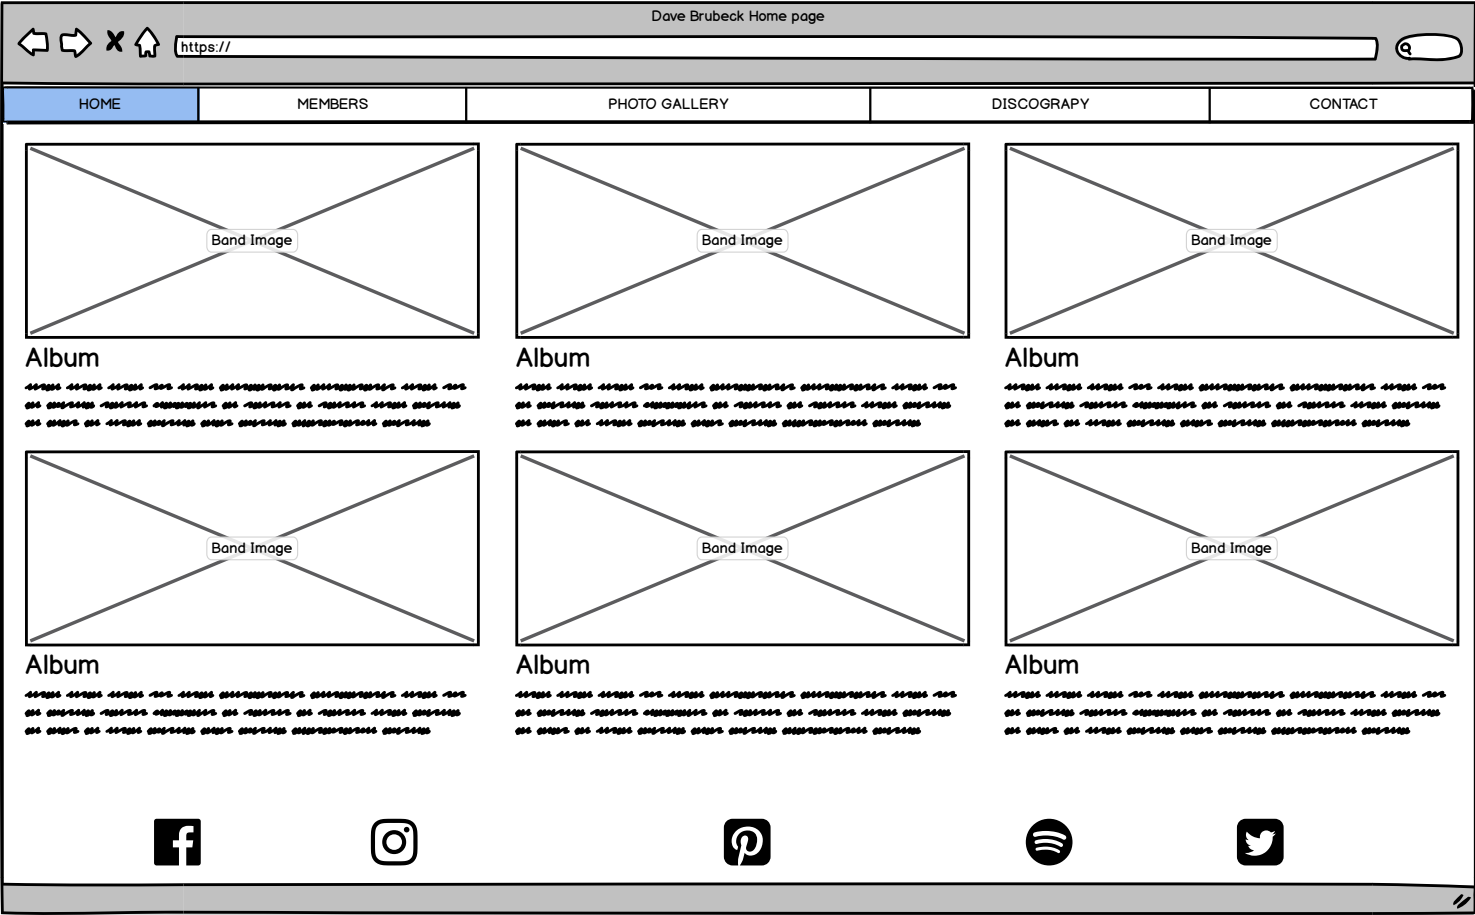 Dave Brubeck Home page
https://
HOME MEMBERS PHOTO GALLERY DISCOGRAPY CONTACT
Band Image Band Image Band Image
Album Album Album
Band Image Band Image Band Image
Album Album Album